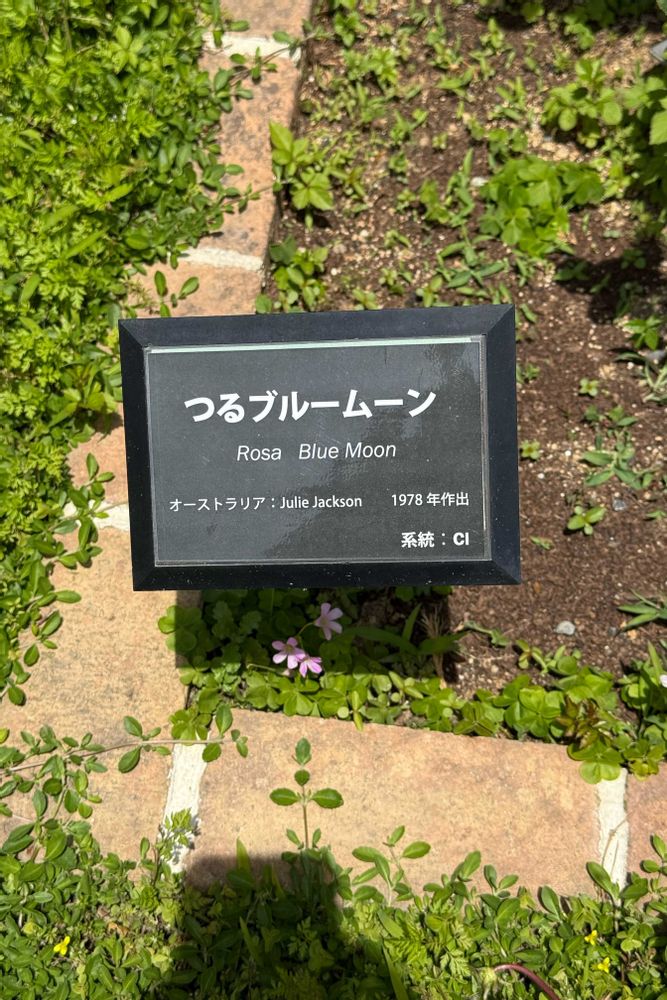 つるブルームーン
Rosa Blue Moon
オーストラリア：Julie Jackson 1978 年作出
系統：CI